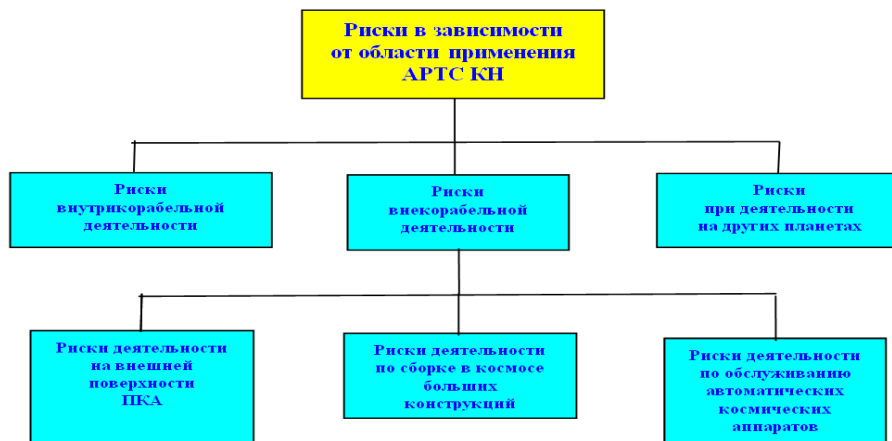 Риски в зависимости
от области применения
АРТС КН
Риски
внутрикорабельной
деятельности
Риски
внекорабельной
деятельности
Риски
при деятельности
на других планетах
Риски деятельности
на внешней
поверхности
ПКА
Риски деятельности
по сборке в космосе
больших
конструкций
Риски деятельности
по обслуживанию
автоматических
космических
аппаратов